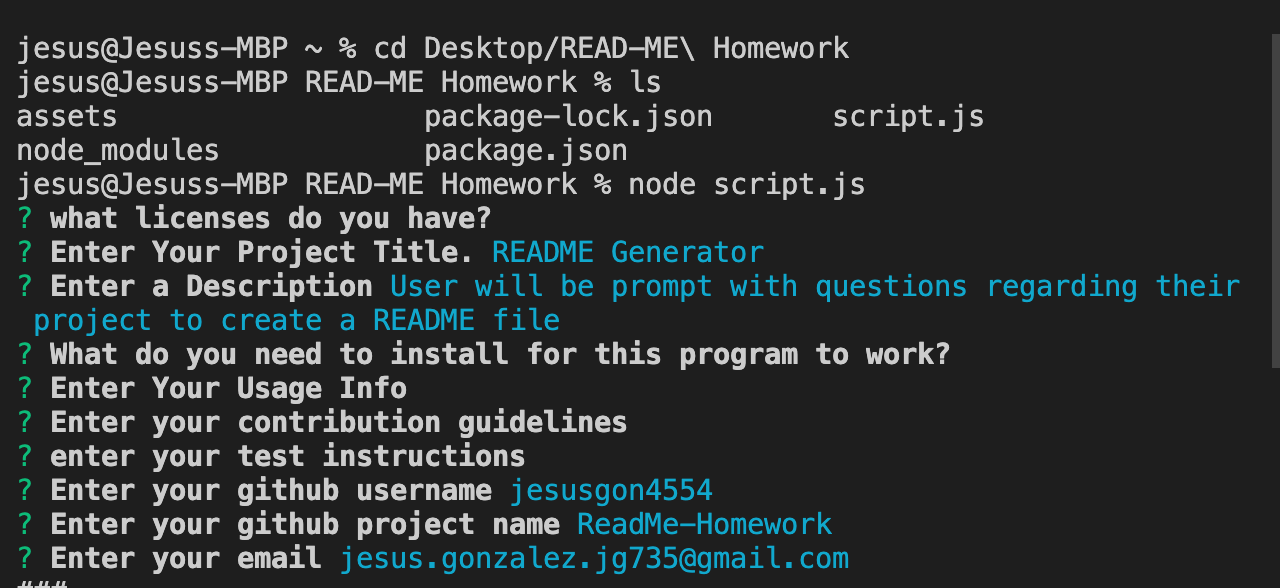 jesus@Jesuss-MBP ~ % cd Desktop/READ-ME\ Homework
jesus@Jesuss-MBP READ-ME Homework % ls
assets package-lock.json script.js
node_modules package.json
jesus@Jesuss-MBP READ-ME Homework % node script.js
? what licenses do you have?
? Enter Your Project Title. README Generator
? Enter a Description User will be prompt with questions regarding their
project to create a README file
? What do you need to install for this program to work?
? Enter Your Usage Info
? Enter your contribution guidelines
? enter your test instructions
? Enter your github username jesusgon4554
? Enter your github project name ReadMe-Homework
? Enter your email jesus.gonzalez.jg735@gmail.com
###